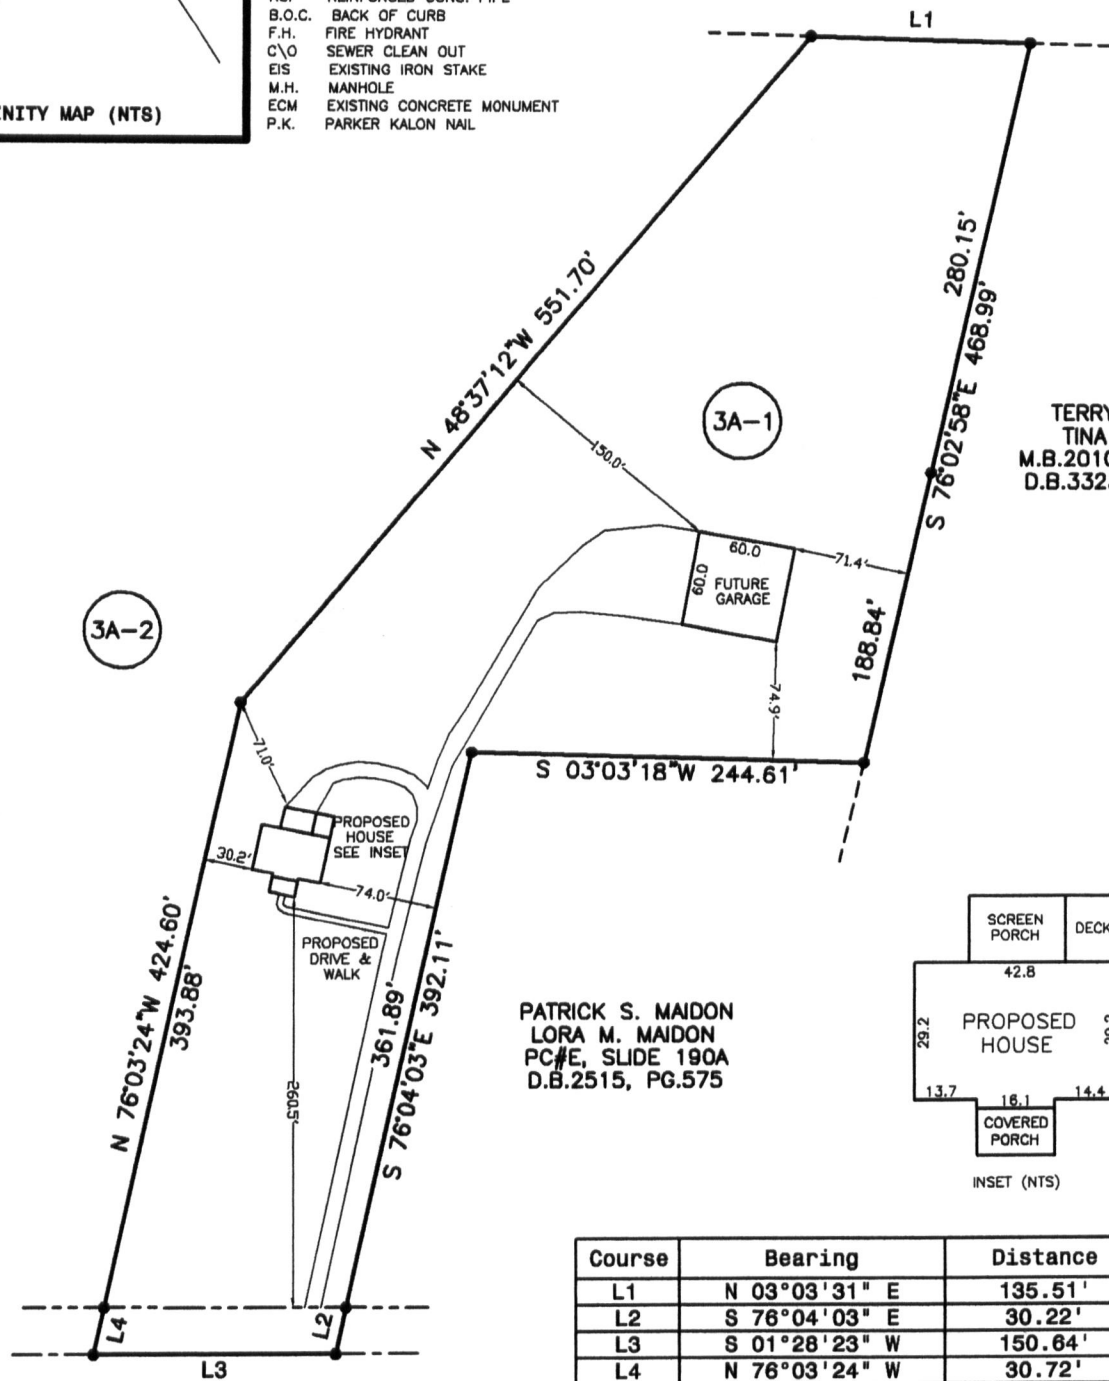 REINFORCED CONC. PIPE
B.O.C. BACK OF CURB
F.H. FIRE HYDRANT
C\O SEWER CLEAN OUT
EIS EXISTING IRON STAKE
M.H. MANHOLE
ECM EXISTING CONCRETE MONUMENT
P.K. PARKER KALON NAIL
MAP (NTS)
L1
N 48°37'12"W 551.70'
280.15'
S 76°02'58"E 468.99'
3A-1
TERRY
TINA
150.0'
60.0
60.0
FUTURE
GARAGE
71.4'
188.84'
74.9'
3A-2
S 03°03'18"W 244.61'
71.0'
PROPOSED
HOUSE
SEE INSET
30.2'
74.0'
PROPOSED
DRIVE &
WALK
N 76°03'24"W 424.60'
393.88'
361.89'
S 76°04'03"E 392.11'
260.5'
PATRICK S. MAIDON
LORA M. MAIDON
PC#E, SLIDE 190A
D.B.2515, PG.575
SCREEN
PORCH
DECK
42.8
29.2
PROPOSED
HOUSE
13.7
16.1
14.4
COVERED
PORCH
INSET (NTS)
L4
L2
L3
Course Bearing Distance
L1 N 03°03'31" E 135.51'
L2 S 76°04'03" E 30.22'
L3 S 01°28'23" W 150.64'
L4 N 76°03'24" W 30.72'